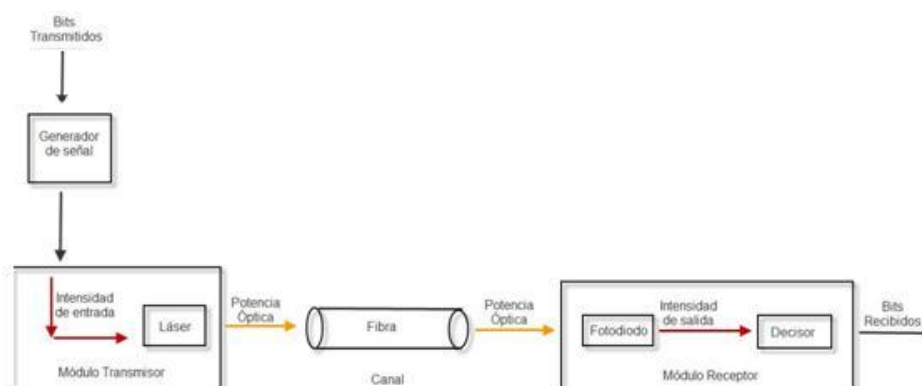 Bits
Transmitidos
Generador
de señal
Intensidad
de entrada
Láser
Módulo Transmisor
Potencia
Óptica
Fibra
Canal
Potencia
Óptica
Fotodiodo
Intensidad
de salida
Decisor
Módulo Receptor
Bits
Recibidos